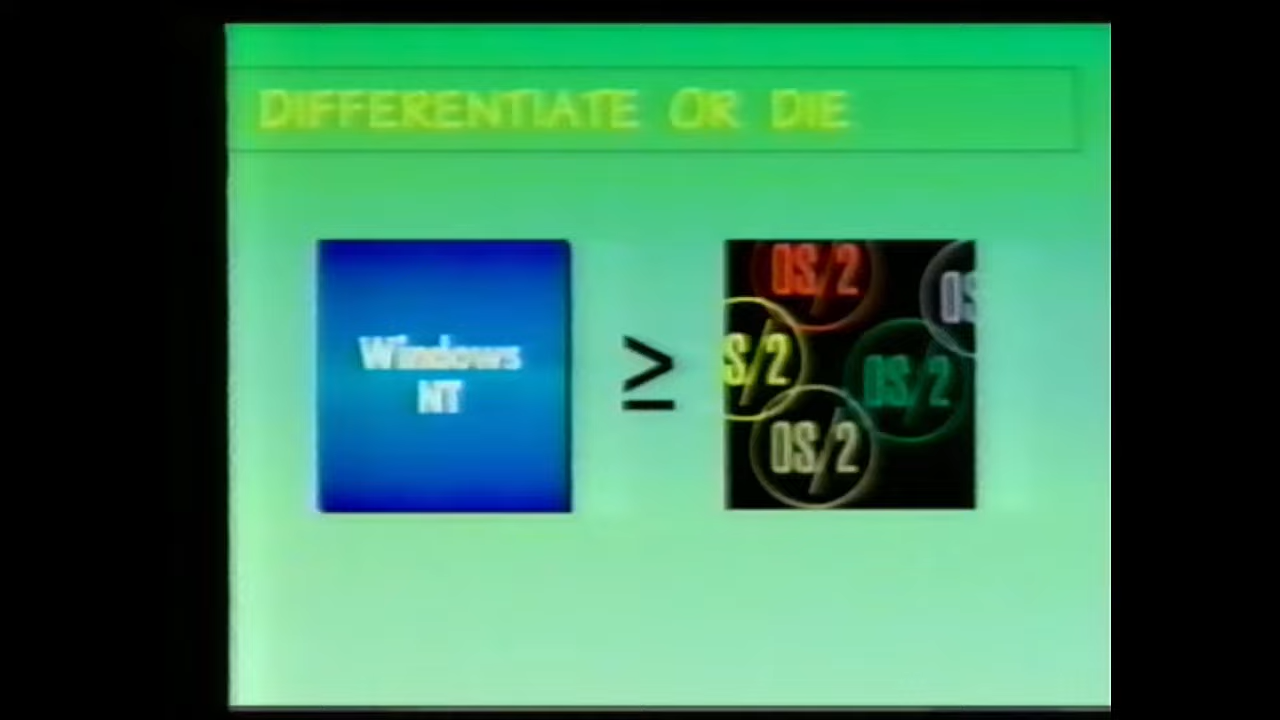 DIFFERENTIATE OR DIE
Windows
NT
≥
OS/2
OS
S/2
OS/2
OS/2